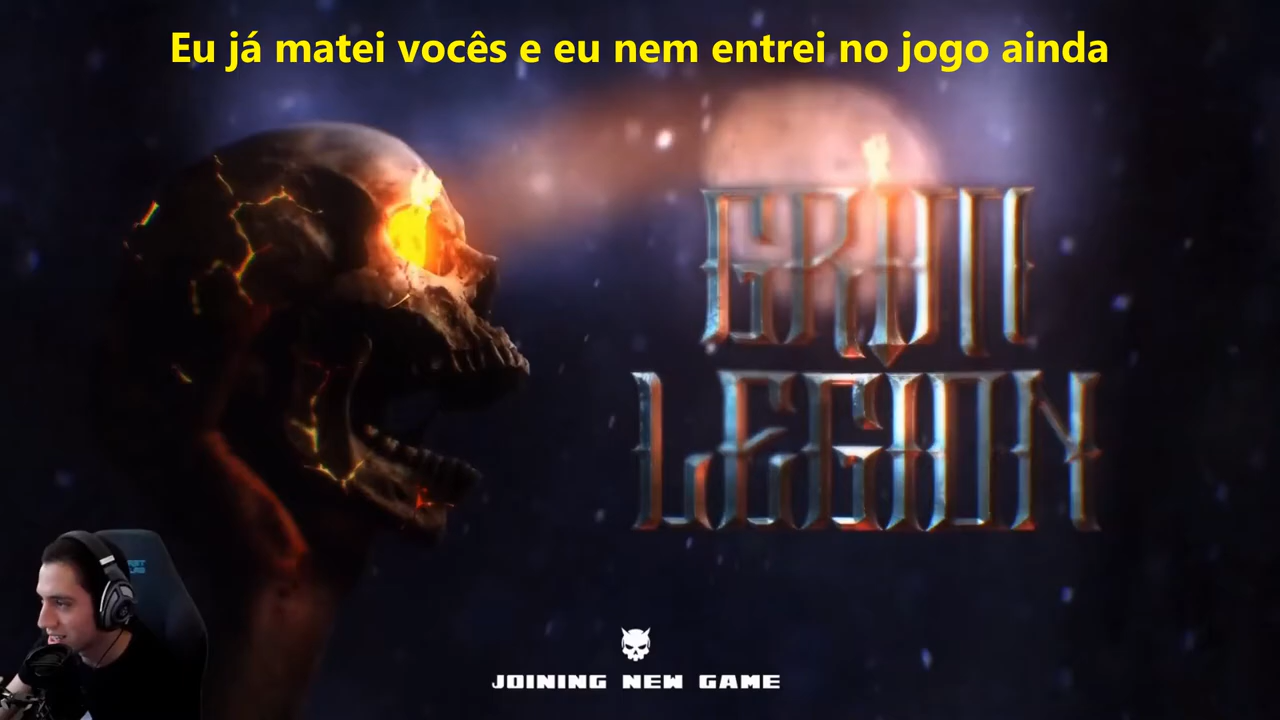 Eu já matei vocês e eu nem entrei no jogo ainda
GRIM
LEGION
JOINING NEW GAME